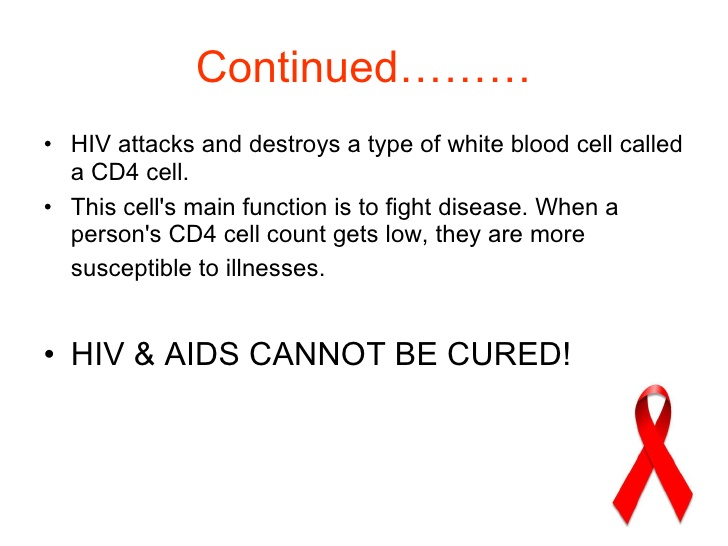 Continued………
• HIV attacks and destroys a type of white blood cell called
a CD4 cell.
• This cell's main function is to fight disease. When a
person's CD4 cell count gets low, they are more
susceptible to illnesses.
• HIV & AIDS CANNOT BE CURED!